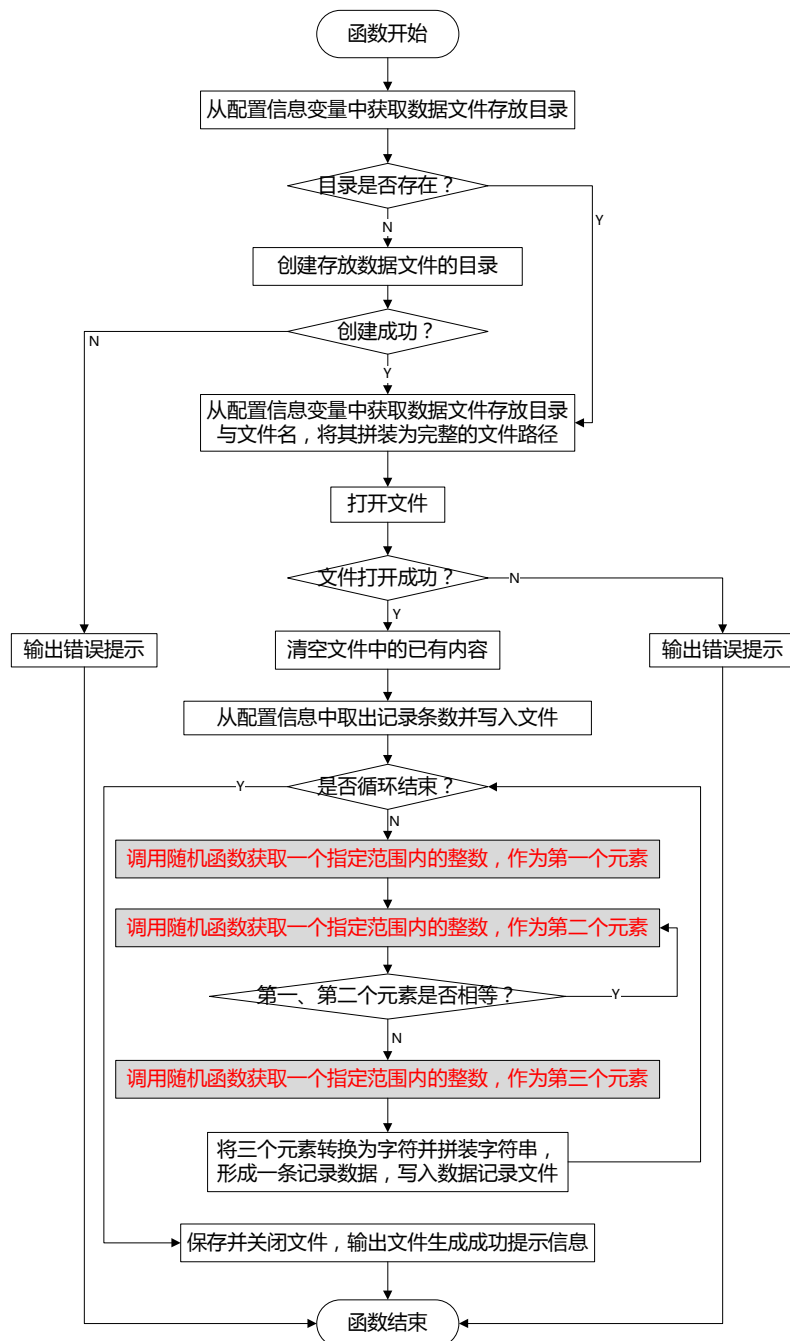 函数开始
从配置信息变量中获取数据文件存放目录
目录是否存在？
Y
N
创建存放数据文件的目录
创建成功？
N
Y
从配置信息变量中获取数据文件存放目录
与文件名，将其拼装为完整的文件路径
打开文件
文件打开成功？
N
Y
输出错误提示
清空文件中的已有内容
输出错误提示
从配置信息中取出记录条数并写入文件
是否循环结束？
Y
N
调用随机函数获取一个指定范围内的整数，作为第一个元素
调用随机函数获取一个指定范围内的整数，作为第二个元素
第一、第二个元素是否相等？
Y
N
调用随机函数获取一个指定范围内的整数，作为第三个元素
将三个元素转换为字符并拼装字符串，
形成一条记录数据，写入数据记录文件
保存并关闭文件，输出文件生成成功提示信息
函数结束